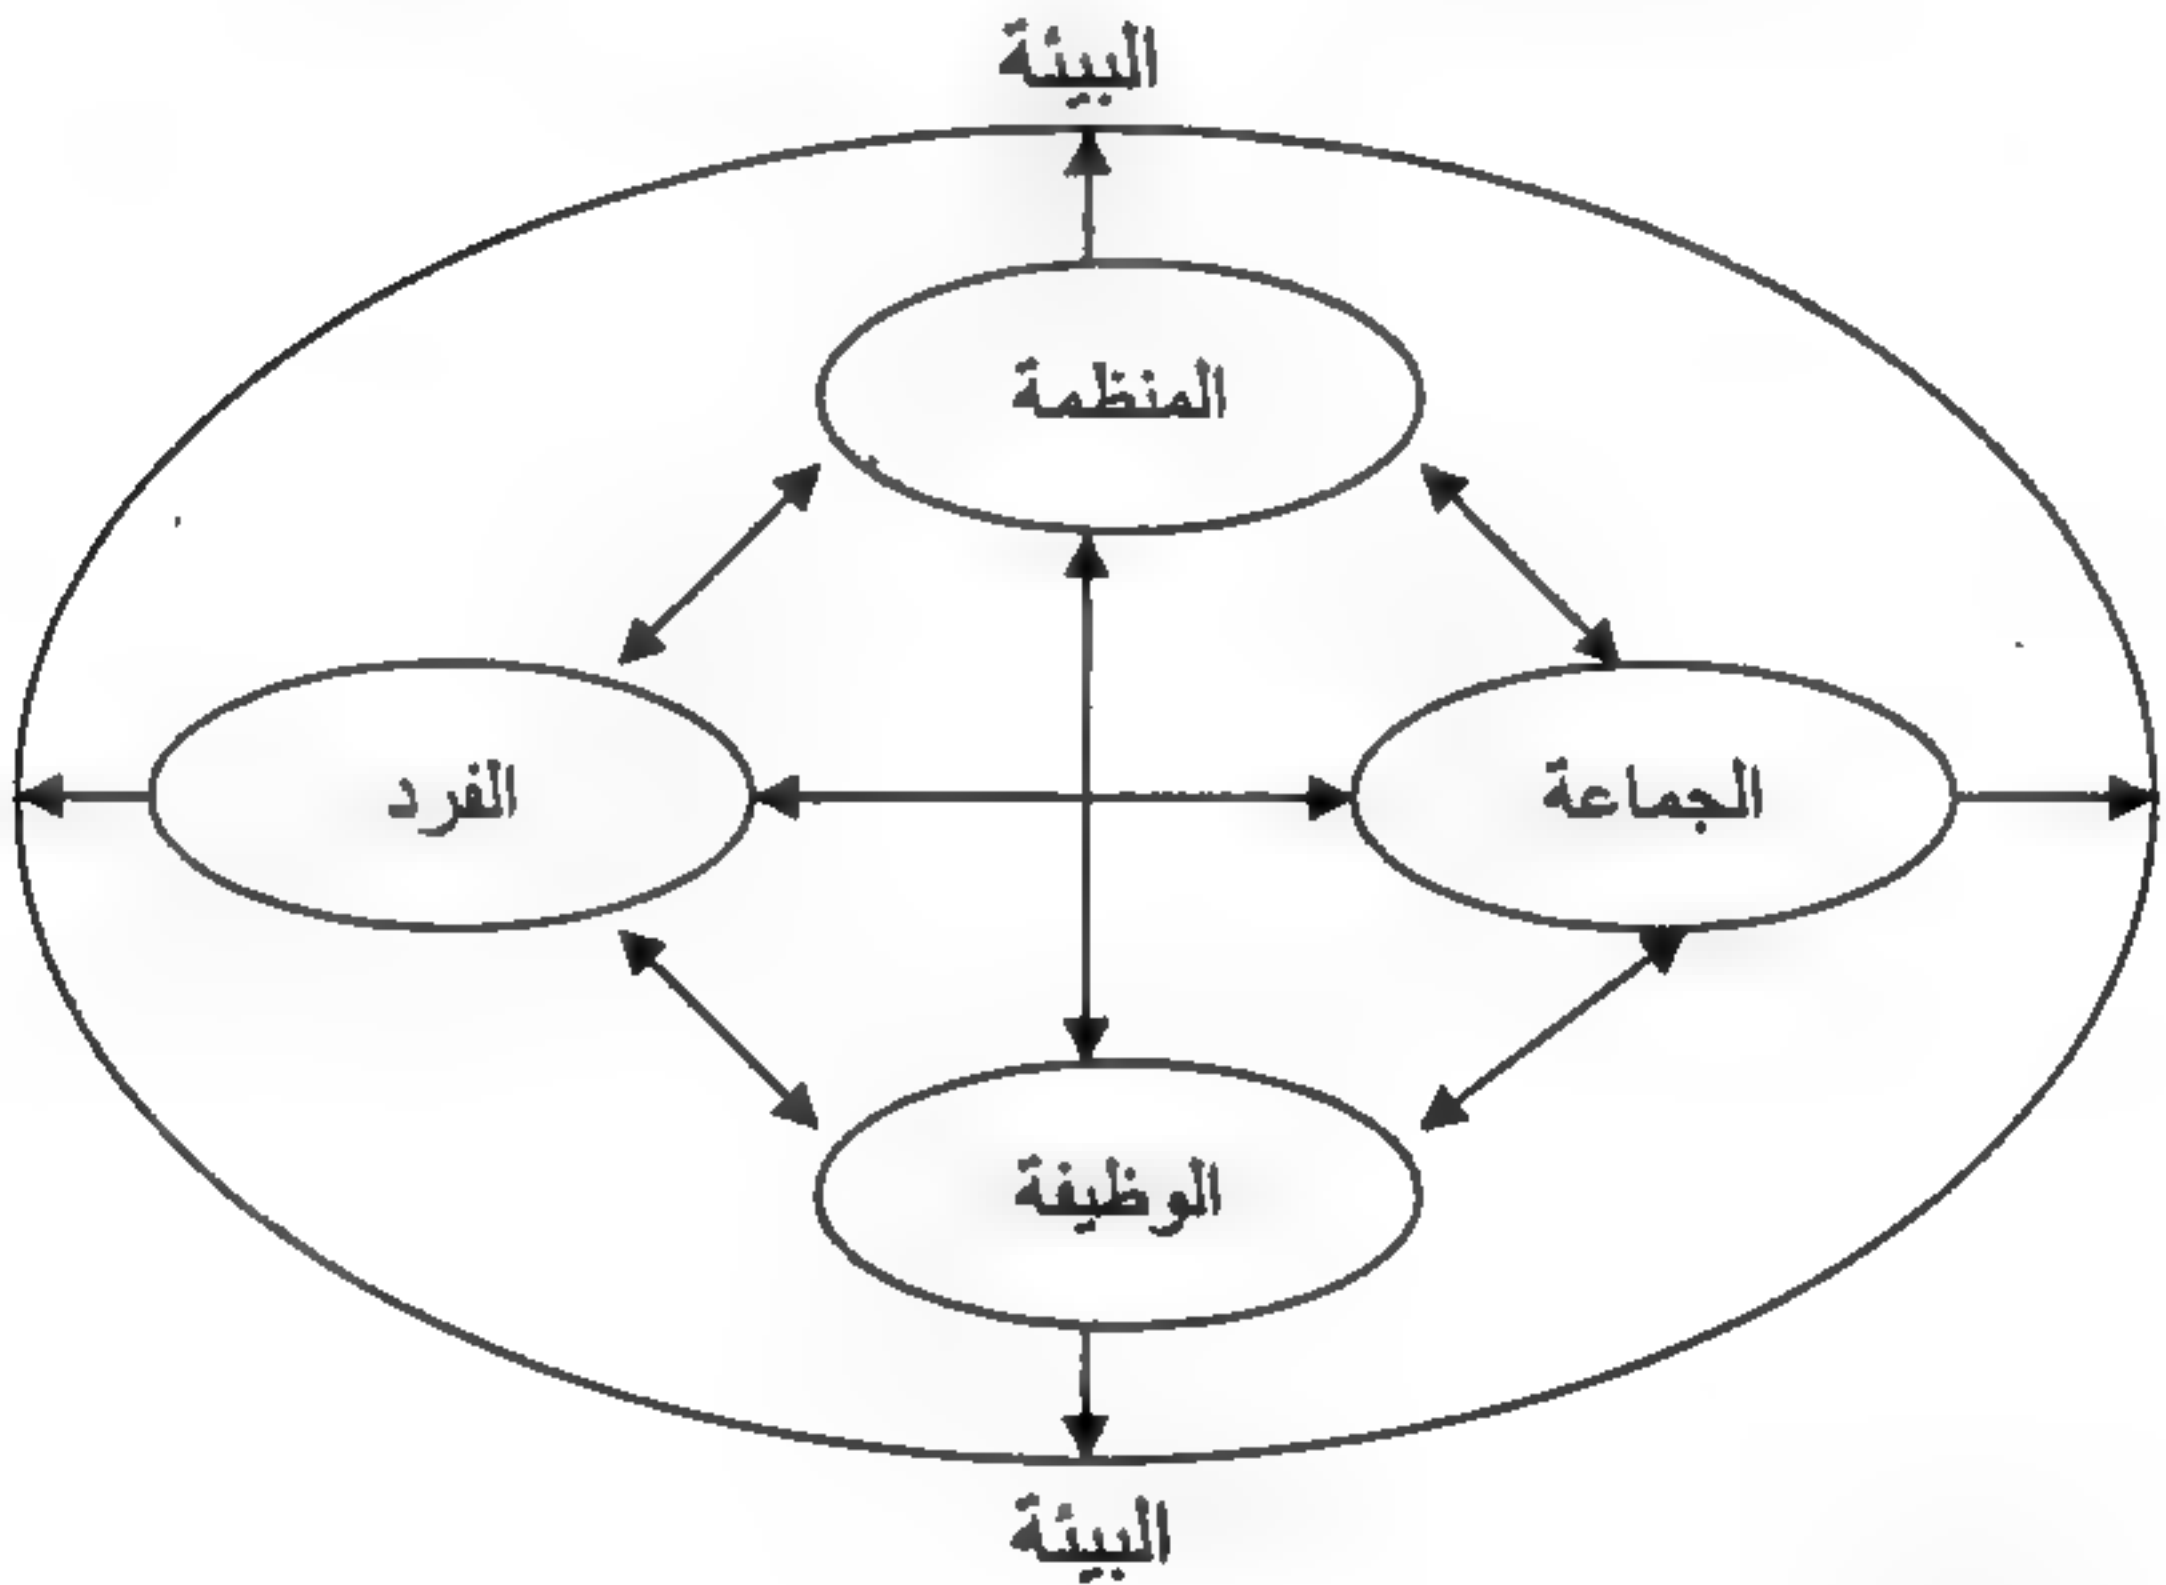 البيئة
المنظمة
الجماعة
الفرد
الوظيفة
البيئة